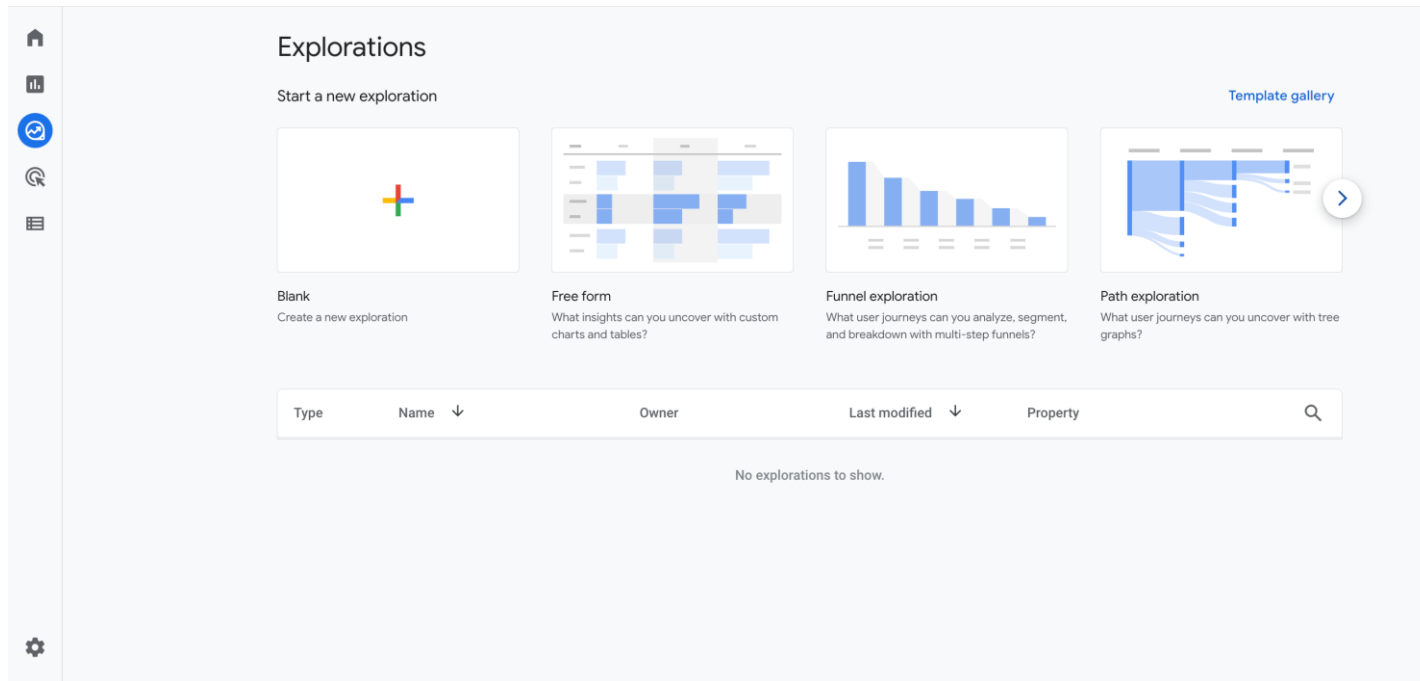 Explorations
Start a new exploration
Template gallery
Blank
Create a new exploration
Free form
What insights can you uncover with custom
charts and tables?
Funnel exploration
What user journeys can you analyze, segment,
and breakdown with multi-step funnels?
Path exploration
What user journeys can you uncover with tree
graphs?
Type Name Owner Last modified Property
No explorations to show.